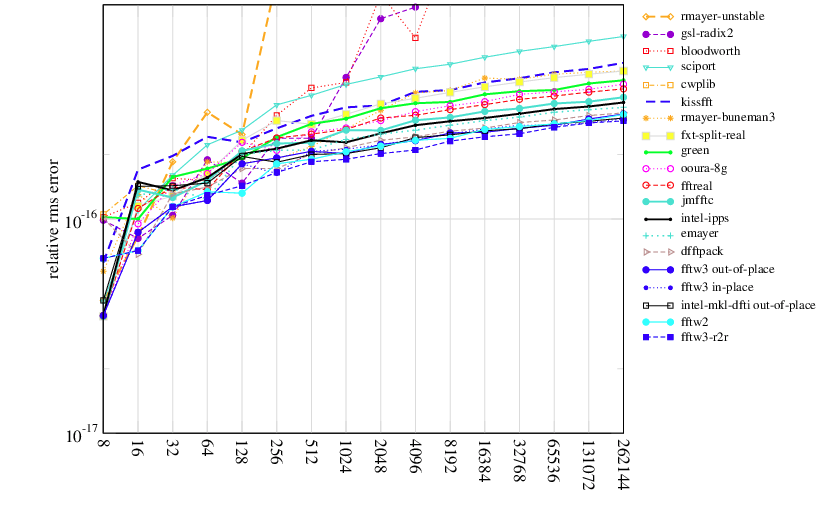 relative rms error
10-16
10-17
8
16
32
64
128
256
512
1024
2048
4096
8192
16384
32768
65536
131072
262144
rmayer-unstable
gsl-radix2
bloodworth
sciport
cwplib
kissfft
rmayer-buneman3
fxt-split-real
green
ooura-8g
fftreal
jmfftc
intel-ipps
emayer
dfftpack
fftw3 out-of-place
fftw3 in-place
intel-mkl-dfti out-of-place
fftw2
fftw3-r2r